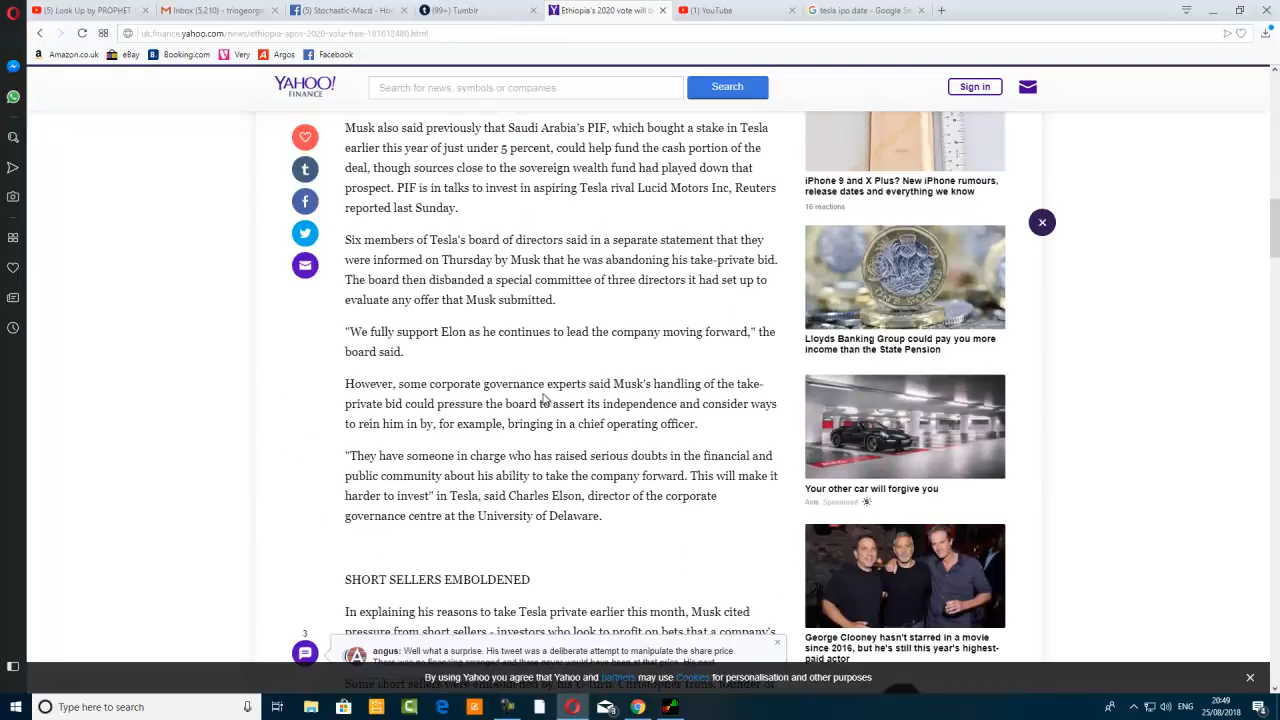 (5) Look Up by PROPHET
Inbox (5,210) - triogeorge
(5) Stochastic-Macd - H
(99+) Tumblr
Ethiopia's 2020 vote will b
(1) YouTube
tesla ipo date - Google Se
uk.finance.yahoo.com/news/ethiopia-apos-2020-vote-free-181612480.html
Amazon.co.uk
eBay
Booking.com
Very
Argos
Facebook
YAHOO!
FINANCE
Search for news, symbols or companies
Search
Sign in
Musk also said previously that Saudi Arabia's PIF, which bought a stake in Tesla
earlier this year of just under 5 percent, could help fund the cash portion of the
deal, though sources close to the sovereign wealth fund had played down that
prospect. PIF is in talks to invest in aspiring Tesla rival Lucid Motors Inc, Reuters
reported last Sunday.
Six members of Tesla's board of directors said in a separate statement that they
were informed on Thursday by Musk that he was abandoning his take-private bid.
The board then disbanded a special committee of three directors it had set up to
evaluate any offer that Musk submitted.
"We fully support Elon as he continues to lead the company moving forward," the
board said.
However, some corporate governance experts said Musk's handling of the take-
private bid could pressure the board to assert its independence and consider ways
to rein him in by, for example, bringing in a chief operating officer.
"They have someone in charge who has raised serious doubts in the financial and
public community about his ability to take the company forward. This will make it
harder to invest" in Tesla, said Charles Elson, director of the corporate
governance centre at the University of Delaware.
SHORT SELLERS EMBOLDENED
In explaining his reasons to take Tesla private earlier this month, Musk cited
pressure from short sellers - investors who look to profit on bets that a company's
iPhone 9 and X Plus? New iPhone rumours,
release dates and everything we know
16 reactions
Lloyds Banking Group could pay you more
income than the State Pension
Your other car will forgive you
Avis Sponsored
George Clooney hasn't starred in a movie
since 2016, but he's still this year's highest-
paid actor
3
angus: Well what a surprise. His tweet was a deliberate attempt to manipulate the share price.
By using Yahoo you agree that Yahoo and partners may use Cookies for personalisation and other purposes
Type here to search
ENG
20:49
25/08/2018